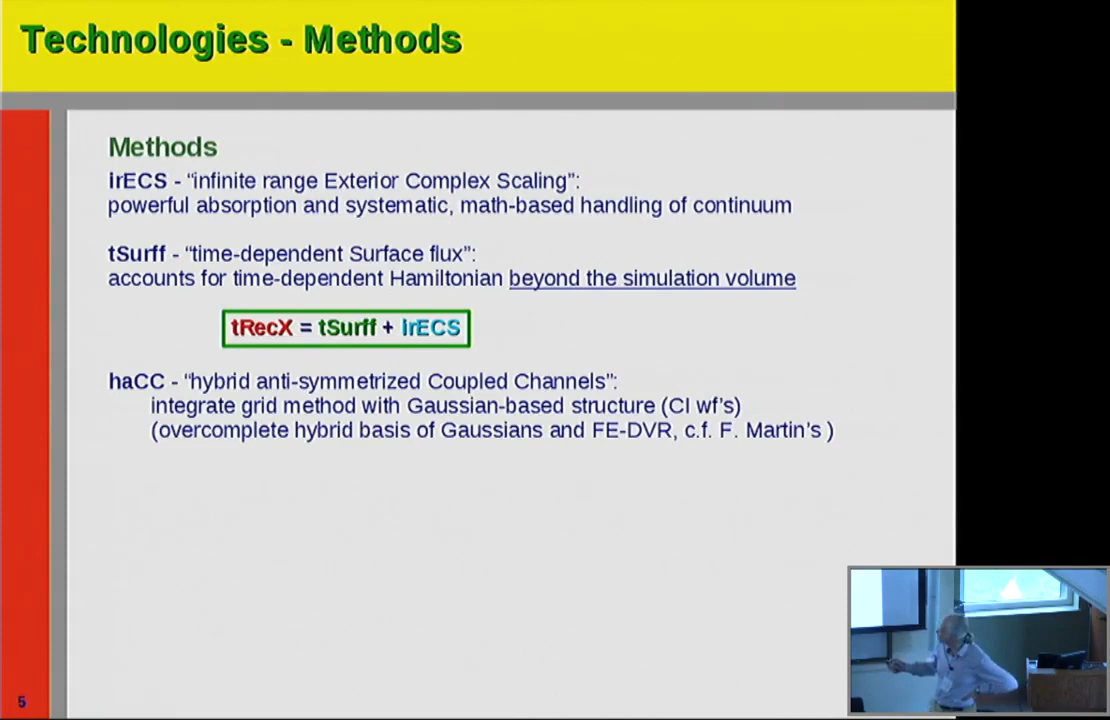 Technologies - Methods
Methods
irECS - “infinite range Exterior Complex Scaling”:
powerful absorption and systematic, math-based handling of continuum
tSurff - “time-dependent Surface flux”:
accounts for time-dependent Hamiltonian beyond the simulation volume
tRecX = tSurff + irECS
haCC - “hybrid anti-symmetrized Coupled Channels”:
integrate grid method with Gaussian-based structure (CI wf’s)
(overcomplete hybrid basis of Gaussians and FE-DVR, c.f. F. Martin’s )
5